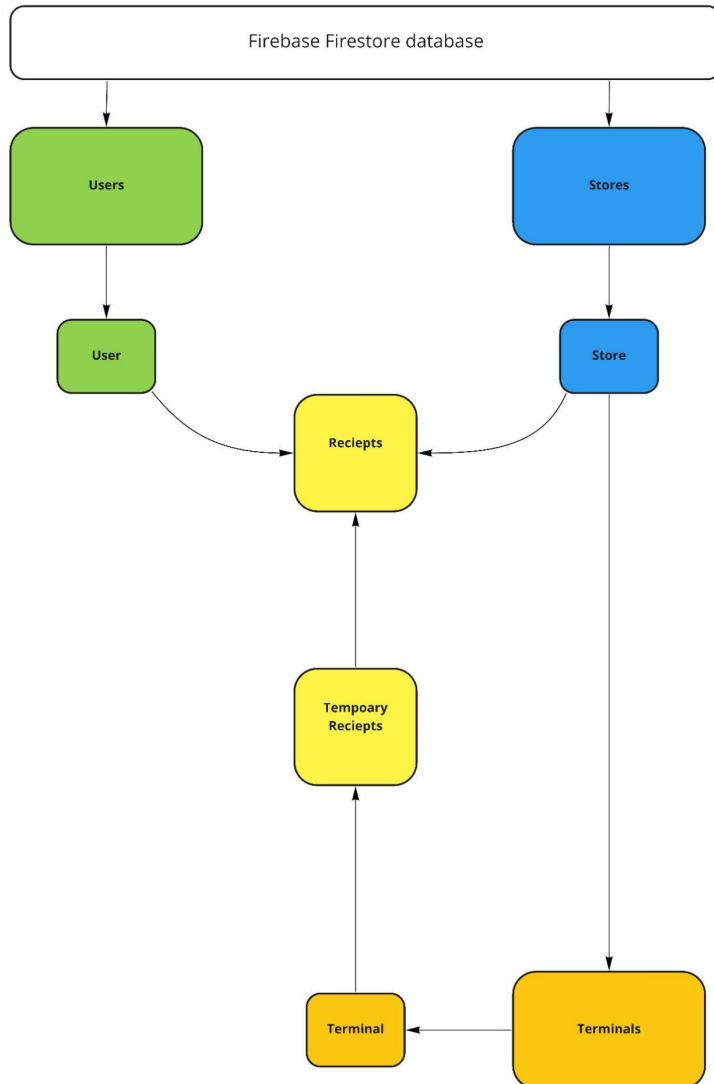 Firebase Firestore database
Users
Stores
User
Store
Reciepts
Tempoary
Reciepts
Terminal
Terminals